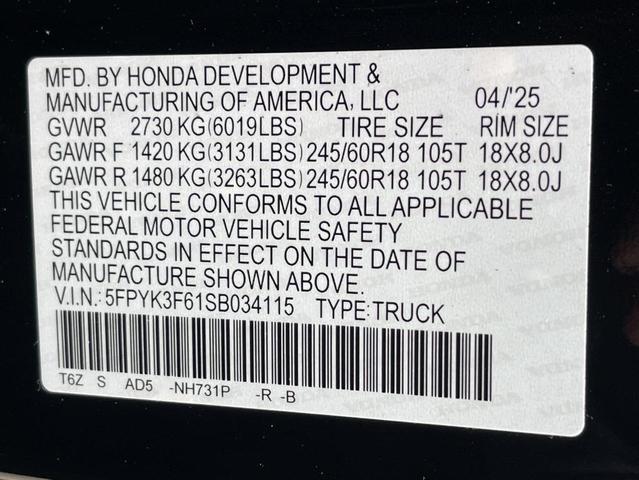 MFD. BY HONDA DEVELOPMENT &
MANUFACTURING OF AMERICA, LLC 04/'25
GVWR 2730 KG(6019LBS) TIRE SIZE RIM SIZE
GAWR F 1420 KG(3131LBS) 245/60R18 105T 18X8.0J
GAWR R 1480 KG(3263LBS) 245/60R18 105T 18X8.0J
THIS VEHICLE CONFORMS TO ALL APPLICABLE
FEDERAL MOTOR VEHICLE SAFETY
STANDARDS IN EFFECT ON THE DATE OF
MANUFACTURE SHOWN ABOVE.
V.I.N.: 5FPYK3F61SB034115 TYPE:TRUCK
T6Z S AD5 -NH731P -R -B